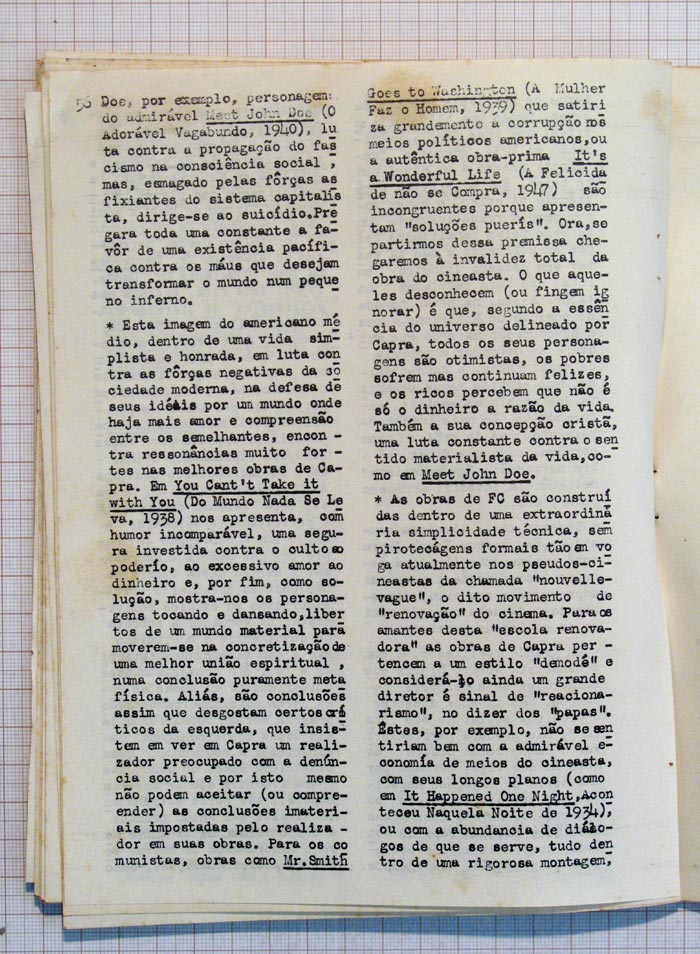 56 Doe, por exemplo, personagem:
do admirável Meet John Doe (O
Adorável Vagabundo, 1940), lu
ta contra a propagação do fas
cismo na consciência social ,
mas, esmagado pelas fôrças as
fixiantes do sistema capitalis
ta, dirige-se ao suicídio.Pre
gara toda uma constante a fa-
vôr de uma existência pacífi-
ca contra os máus que desejam
transformar o mundo num peque
no inferno.
* Esta imagem do americano mé
dio, dentro de uma vida sim-
plista e honrada, em luta con
tra as fôrças negativas da so
ciedade moderna, na defesa de
seus idéais por um mundo onde
haja mais amor e compreensão
entre os semelhantes, encon -
tra ressonâncias muito for -
tes nas melhores obras de Ca-
pra. Em You Cant't Take it
with You (Do Mundo Nada Se Le
va, 1938) nos apresenta, com
humor incomparável, uma segu-
ra investida contra o culto ao
poderío, ao excessivo amor ao
dinheiro e, por fim, como so-
lução, mostra-nos os persona-
gens tocando e dansando,liber
tos de um mundo material para
moverem-se na concretização de
uma melhor união espiritual ,
numa conclusão puramente meta
física. Aliás, são conclusões
assim que desgostam certos crí
ticos da esquerda, que insis-
tem em ver em Capra um reali-
zador preocupado com a denún-
cia social e por isto mesmo
não podem aceitar (ou compre-
ender) as conclusões imateri-
ais impostadas pelo realiza -
dor em suas obras. Para os co
munistas, obras como Mr.Smith
Goes to Washington (A Mulher
Faz o Homem, 1939) que satiri
za grandemente a corrupção nos
meios políticos americanos,ou
a autêntica obra-prima It's
a Wonderful Life (A Felicida
de não se Compra, 1947) são
incongruentes porque apresen-
tam "soluções puerís". Ora,se
partirmos dessa premissa che-
garemos à invalidez total da
obra do cineasta. O que aque-
les desconhecem (ou fingem ig
norar) é que, segundo a essên
cia do universo delineado por
Capra, todos os seus persona-
gens são otimistas, os pobres
sofrem mas continuam felizes,
e os ricos percebem que não é
só o dinheiro a razão da vida.
Também a sua concepção cristã,
uma luta constante contra o sen
tido materialista da vida,co-
mo em Meet John Doe.
* As obras de FC são construí
das dentro de uma extraordiná
ria simplicidade técnica, sem
pirotecágens formais tão em vo
ga atualmente nos pseudos-ci-
neastas da chamada "nouvelle-
vague", o dito movimento de
"renovação" do cinema. Para os
amantes desta "escola renova-
dora" as obras de Capra per -
tencem a um estilo "demodé" e
considerá-lo ainda um grande
diretor é sinal de "reaciona-
rismo", no dizer dos "papas".
Êstes, por exemplo, não se sen
tiriam bem com a admirável e-
conomía de meios do cineasta,
com seus longos planos (como
em It Happened One Night,Acon
teceu Naquela Noite de 1934),
ou com a abundancia de diálo-
gos de que se serve, tudo den
tro de uma rigorosa montagem,